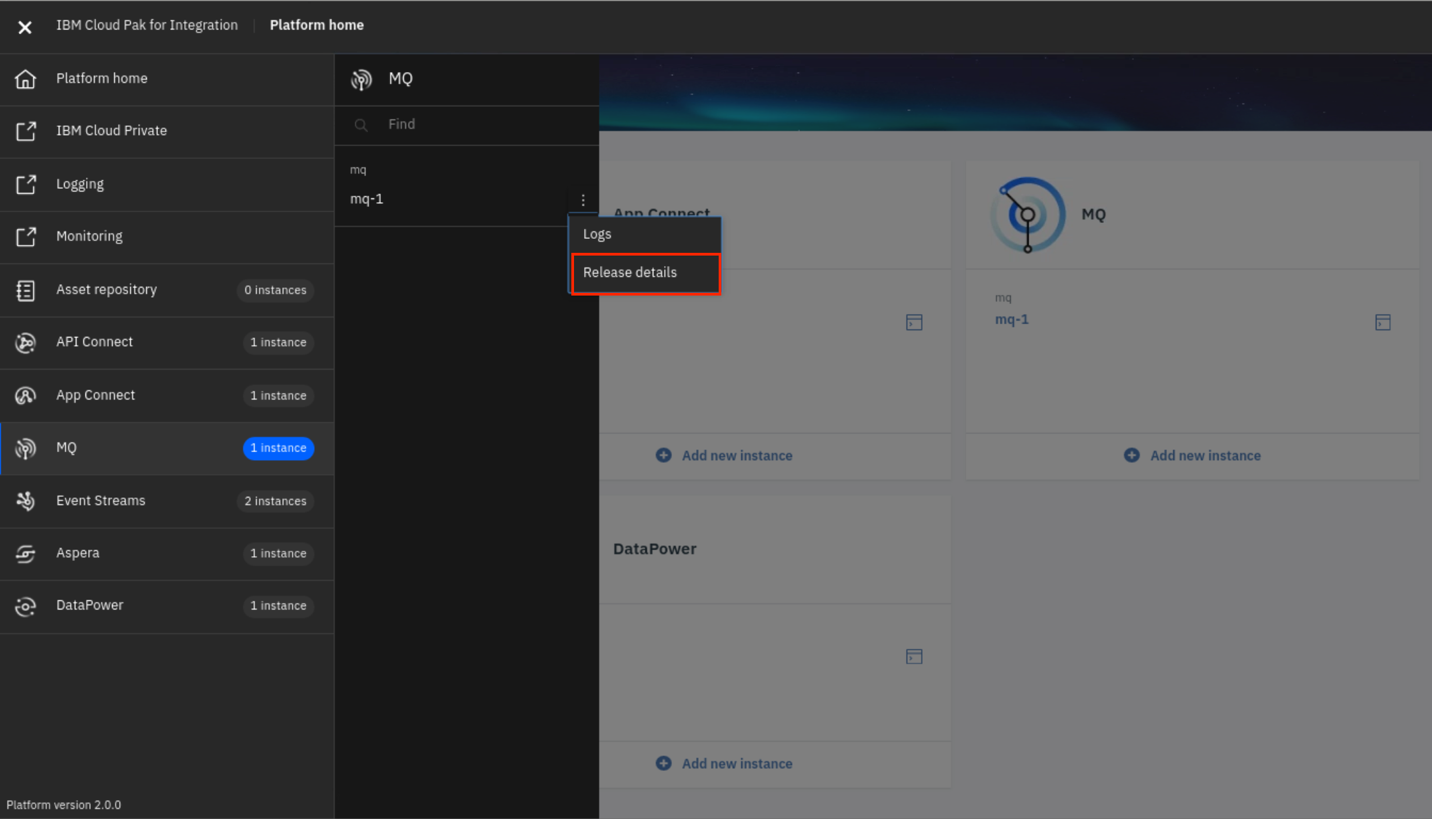 IBM Cloud Pak for Integration
Platform home
Platform home
IBM Cloud Private
Logging
Monitoring
Asset repository 0 instances
API Connect 1 instance
App Connect 1 instance
MQ 1 instance
Event Streams 2 instances
Aspera 1 instance
DataPower 1 instance
Platform version 2.0.0
MQ
Find
mq
mq-1
Logs
Release details
App Connect
Add new instance
MQ
mq
mq-1
Add new instance
DataPower
Add new instance